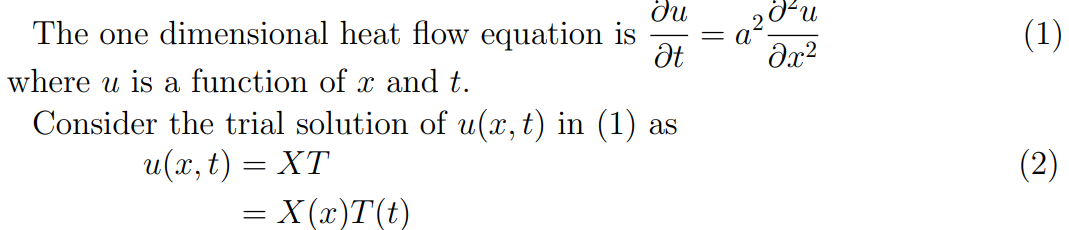 The one dimensional heat flow equation is ∂u/∂t = a² ∂²u/∂x² (1)
where u is a function of x and t.
Consider the trial solution of u(x, t) in (1) as
u(x, t) = XT (2)
= X(x)T(t)